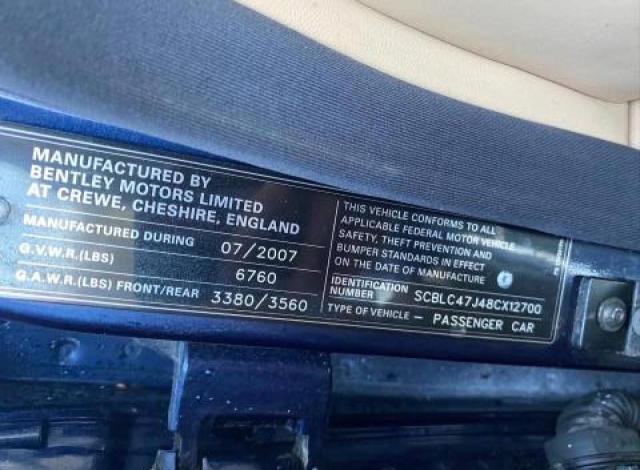 MANUFACTURED BY
BENTLEY MOTORS LIMITED
AT CREWE, CHESHIRE, ENGLAND
MANUFACTURED DURING 07/2007
G.V.W.R.(LBS) 6760
G.A.W.R.(LBS) FRONT/REAR 3380/3560
THIS VEHICLE CONFORMS TO ALL
APPLICABLE FEDERAL MOTOR VEHICLE
SAFETY, THEFT PREVENTION AND
BUMPER STANDARDS IN EFFECT
ON THE DATE OF MANUFACTURE
IDENTIFICATION
NUMBER SCBLC47J48CX12700
TYPE OF VEHICLE – PASSENGER CAR